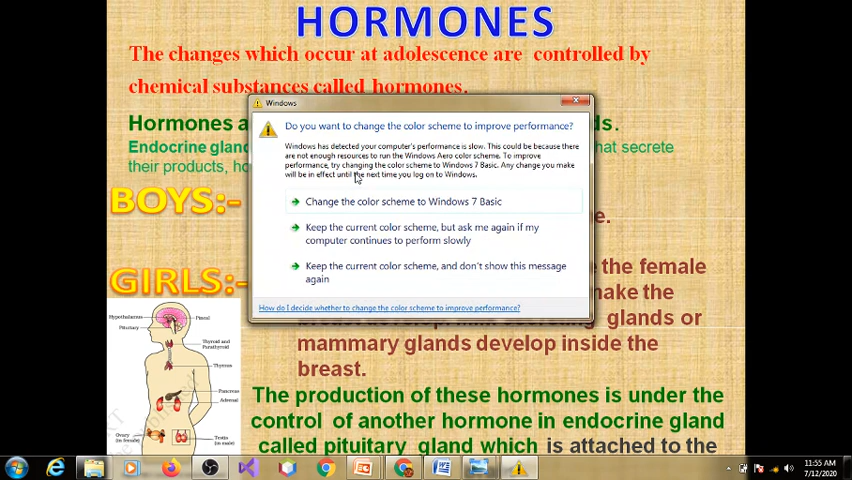 HORMONES
The changes which occur at adolescence are controlled by
chemical substances called hormones.
Hormones a
Endocrine gland
that secrete
their products, ho
BOYS:-
GIRLS:-
the female
make the
glands or
mammary glands develop inside the
breast.
The production of these hormones is under the
control of another hormone in endocrine gland
called pituitary gland which is attached to the
Windows
Do you want to change the color scheme to improve performance?
Windows has detected your computer's performance is slow. This could be because there
are not enough resources to run the Windows Aero color scheme. To improve
performance, try changing the color scheme to Windows 7 Basic. Any change you make
will be in effect until the next time you log on to Windows.
Change the color scheme to Windows 7 Basic
Keep the current color scheme, but ask me again if my
computer continues to perform slowly
Keep the current color scheme, and don't show this message
again
How do I decide whether to change the color scheme to improve performance?
Hypothalamus
Pineal
Pituitary
Thyroid and
Parathyroid
Thymus
Pancreas
Adrenal
Ovary
(in female)
Testis
(in male)
11:55 AM
7/12/2020